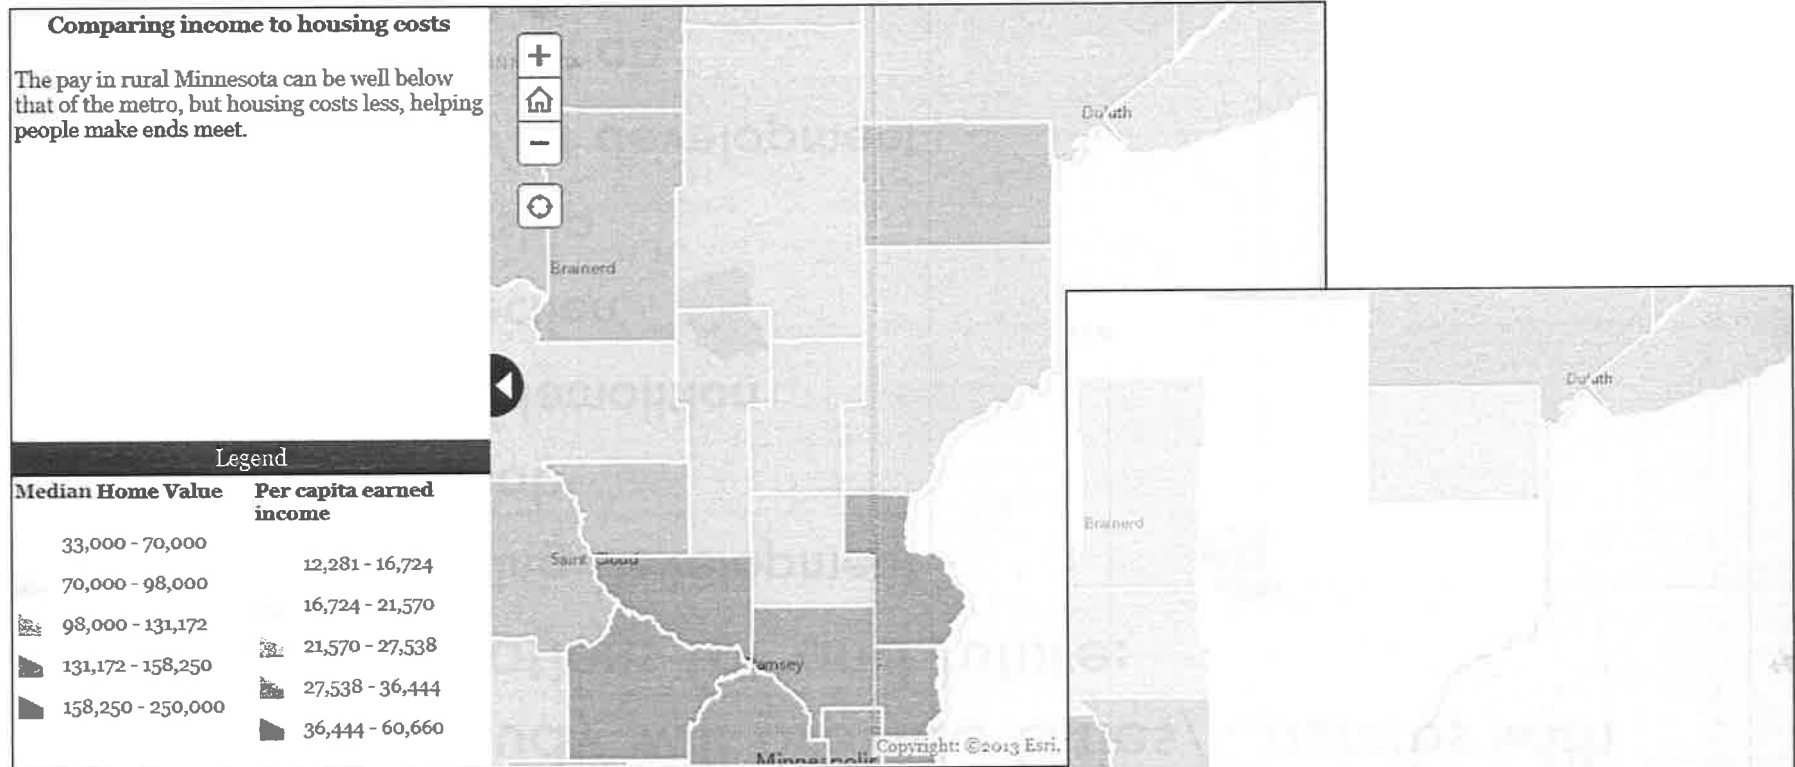 Comparing income to housing costs
The pay in rural Minnesota can be well below
that of the metro, but housing costs less, helping
people make ends meet.
Legend
Median Home Value
33,000 - 70,000
70,000 - 98,000
98,000 - 131,172
131,172 - 158,250
158,250 - 250,000
Per capita earned
income
12,281 - 16,724
16,724 - 21,570
21,570 - 27,538
27,538 - 36,444
36,444 - 60,660
Duluth
Brainerd
Saint Cloud
Ramsey
Minneapolis
Copyright: ©2013 Esri,
Duluth
Brainerd